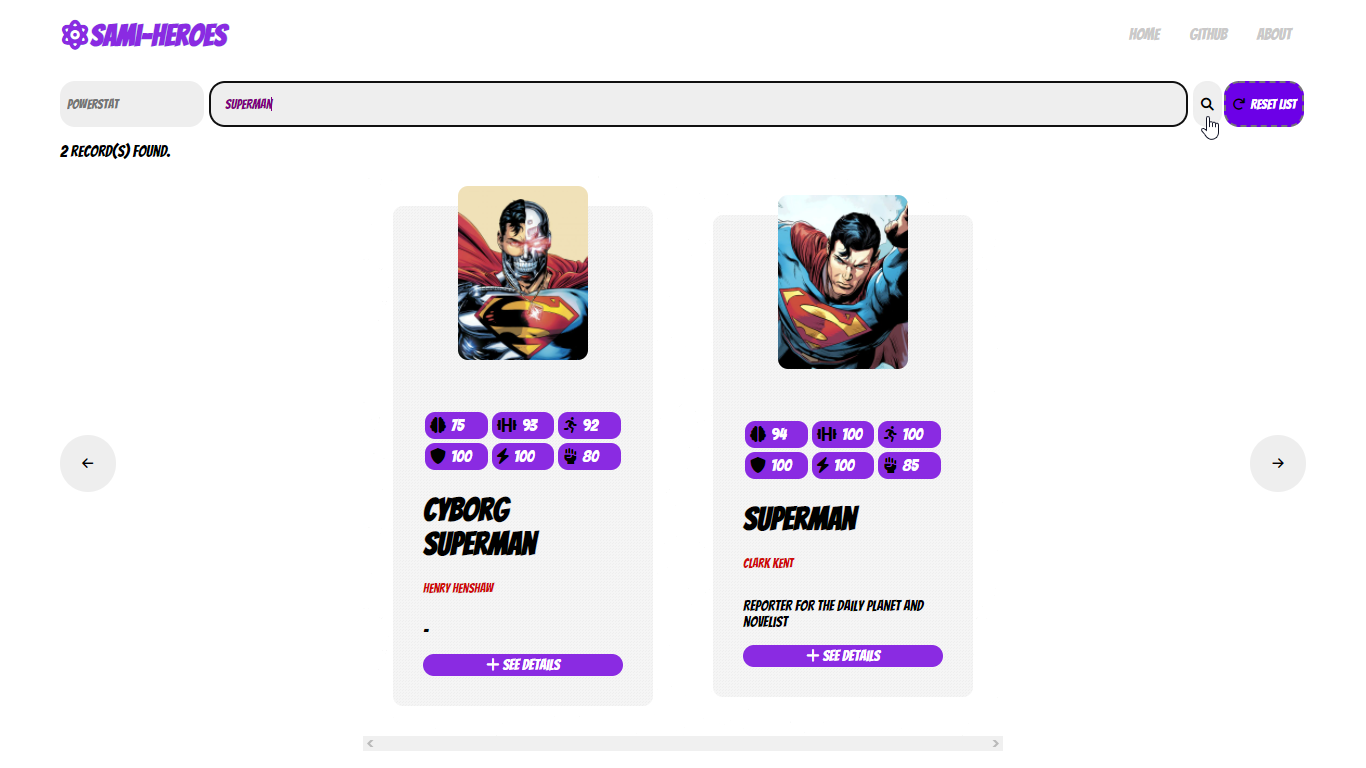 SAMI-HEROES
HOME GITHUB ABOUT
POWERSTAT
SUPERMAN
RESET LIST
2 RECORD(S) FOUND.
75 93 92
100 100 80
CYBORG
SUPERMAN
HENRY HENSHAW
-
+ SEE DETAILS
94 100 100
100 100 85
SUPERMAN
CLARK KENT
REPORTER FOR THE DAILY PLANET AND
NOVELIST
+ SEE DETAILS